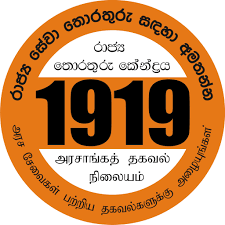 රාජ්‍ය සේවා තොරතුරු සඳහා අමතන්න
රාජ්‍ය
තොරතුරු කේන්ද්‍රය
1919
அரசாங்கத் தகவல்
நிலையம்
அரச சேவைகள் பற்றிய தகவல்களுக்கு அழையுங்கள்